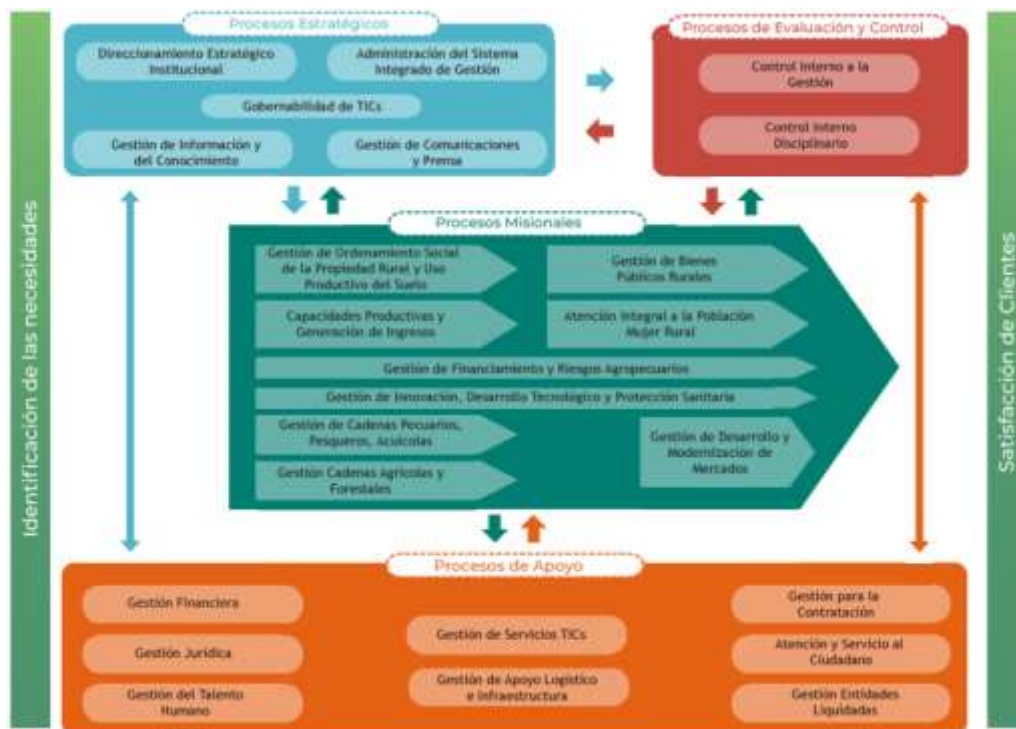 Identificación de las necesidades
Procesos Estratégicos
Direccionamiento Estratégico
Institucional
Administración del Sistema
Integrado de Gestión
Gobernabilidad de TICs
Gestión de Información y
del Conocimiento
Gestión de Comunicaciones
y Prensa
Procesos de Evaluación y Control
Control Interno a la
Gestión
Control Interno
Disciplinario
Procesos Misionales
Gestión de Ordenamiento Social
de la Propiedad Rural y Uso
Productivo del Suelo
Gestión de Bienes
Públicos Rurales
Capacidades Productivas y
Generación de Ingresos
Atención Integral a la Población
Mujer Rural
Gestión de Financiamiento y Riesgos Agropecuarios
Gestión de Innovación, Desarrollo Tecnológico y Protección Sanitaria
Gestión de Cadenas Pecuarios,
Pesqueros, Acuícolas
Gestión de Desarrollo y
Modernización de
Mercados
Gestión Cadenas Agrícolas y
Forestales
Procesos de Apoyo
Gestión Financiera
Gestión Jurídica
Gestión del Talento
Humano
Gestión de Servicios TICs
Gestión de Apoyo Logístico
e Infraestructura
Gestión para la
Contratación
Atención y Servicio al
Ciudadano
Gestión Entidades
Liquidadas
Satisfacción de Clientes